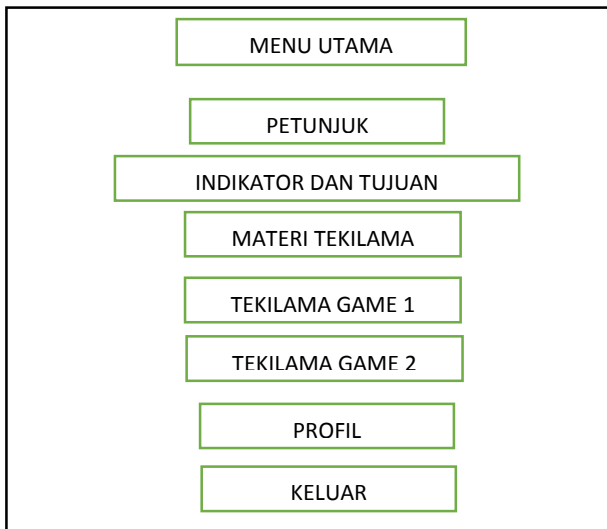 MENU UTAMA
PETUNJUK
INDIKATOR DAN TUJUAN
MATERI TEKILAMA
TEKILAMA GAME 1
TEKILAMA GAME 2
PROFIL
KELUAR